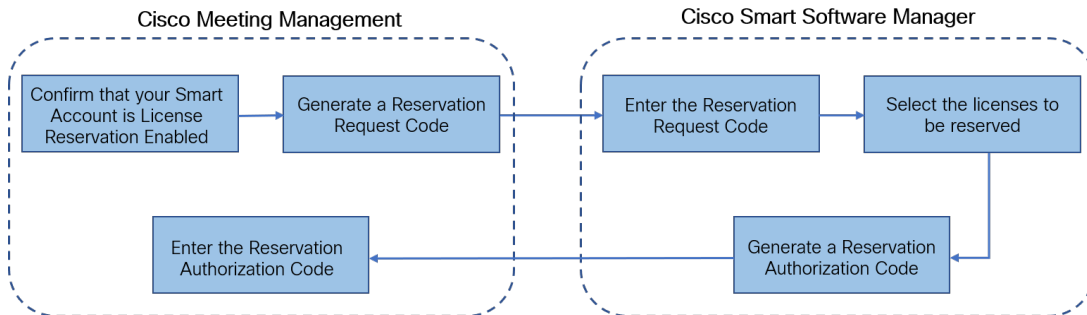 Cisco Meeting Management
Cisco Smart Software Manager
Confirm that your Smart
Account is License
Reservation Enabled
Generate a Reservation
Request Code
Enter the Reservation
Request Code
Select the licenses to
be reserved
Enter the Reservation
Authorization Code
Generate a Reservation
Authorization Code